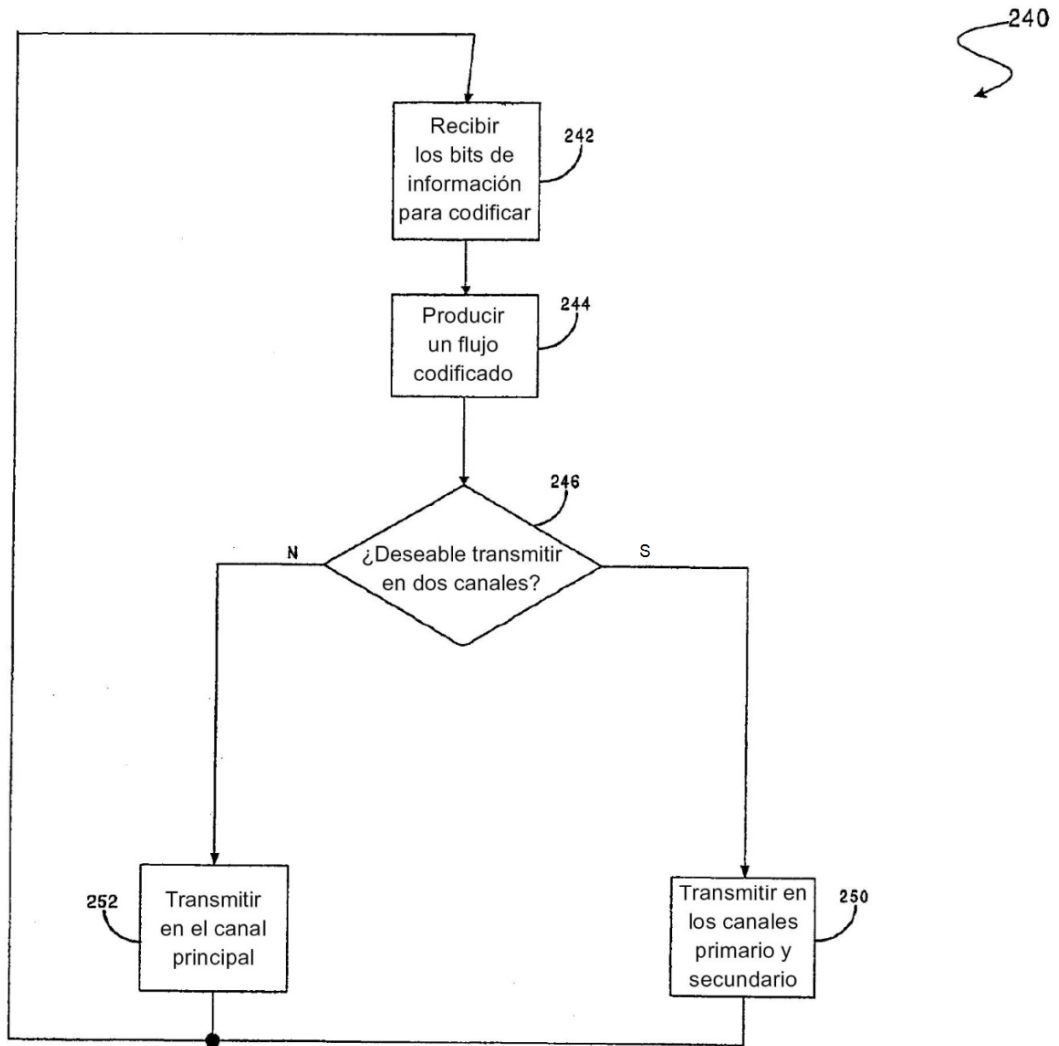 240
Recibir
los bits de
información
para codificar
242
Producir
un flujo
codificado
244
246
¿Deseable transmitir
en dos canales?
N
S
252
Transmitir
en el canal
principal
Transmitir en
los canales
primario y
secundario
250